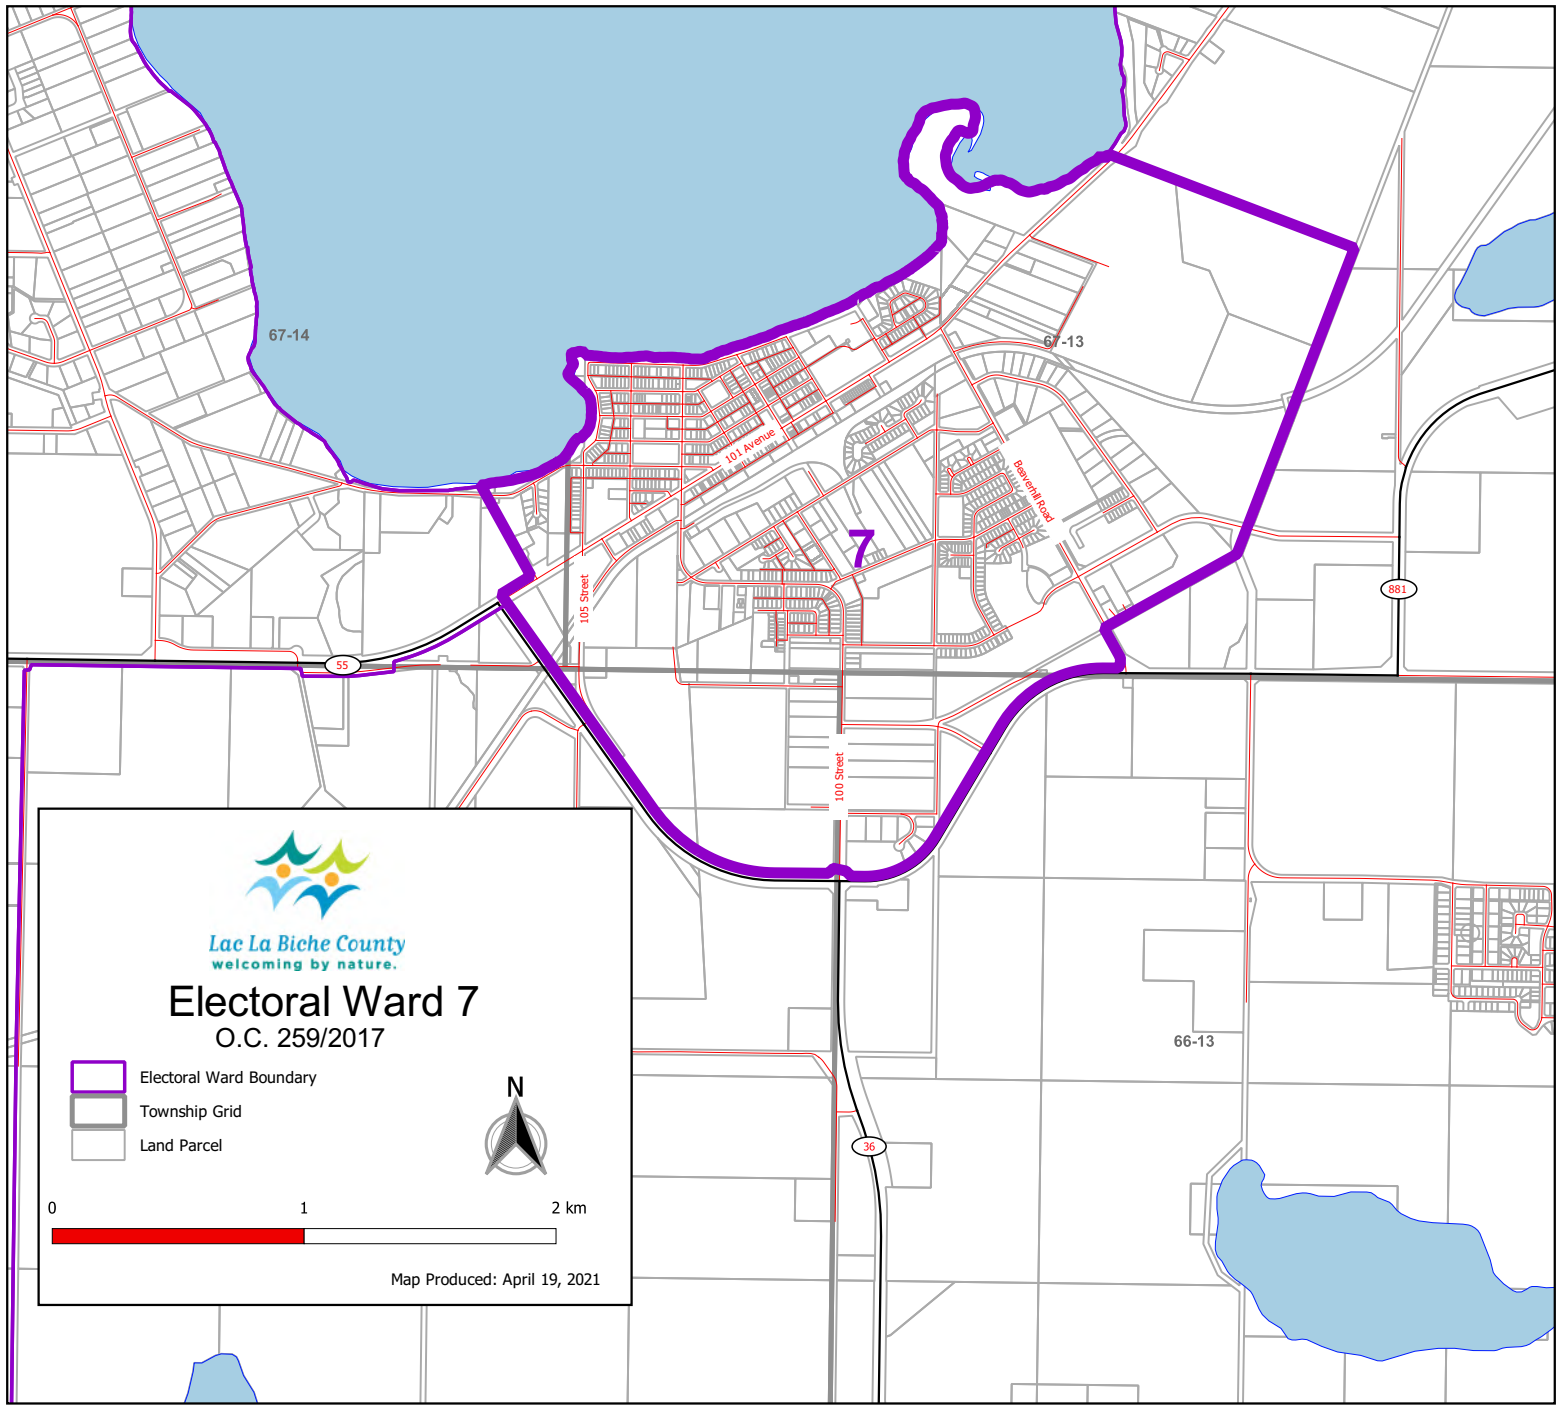 67-14
67-13
101 Avenue
Beaverhill Road
7
105 Street
881
55
100 Street
Lac La Biche County
welcoming by nature.
Electoral Ward 7
O.C. 259/2017
66-13
Electoral Ward Boundary
N
Township Grid
Land Parcel
36
0 1 2 km
Map Produced: April 19, 2021